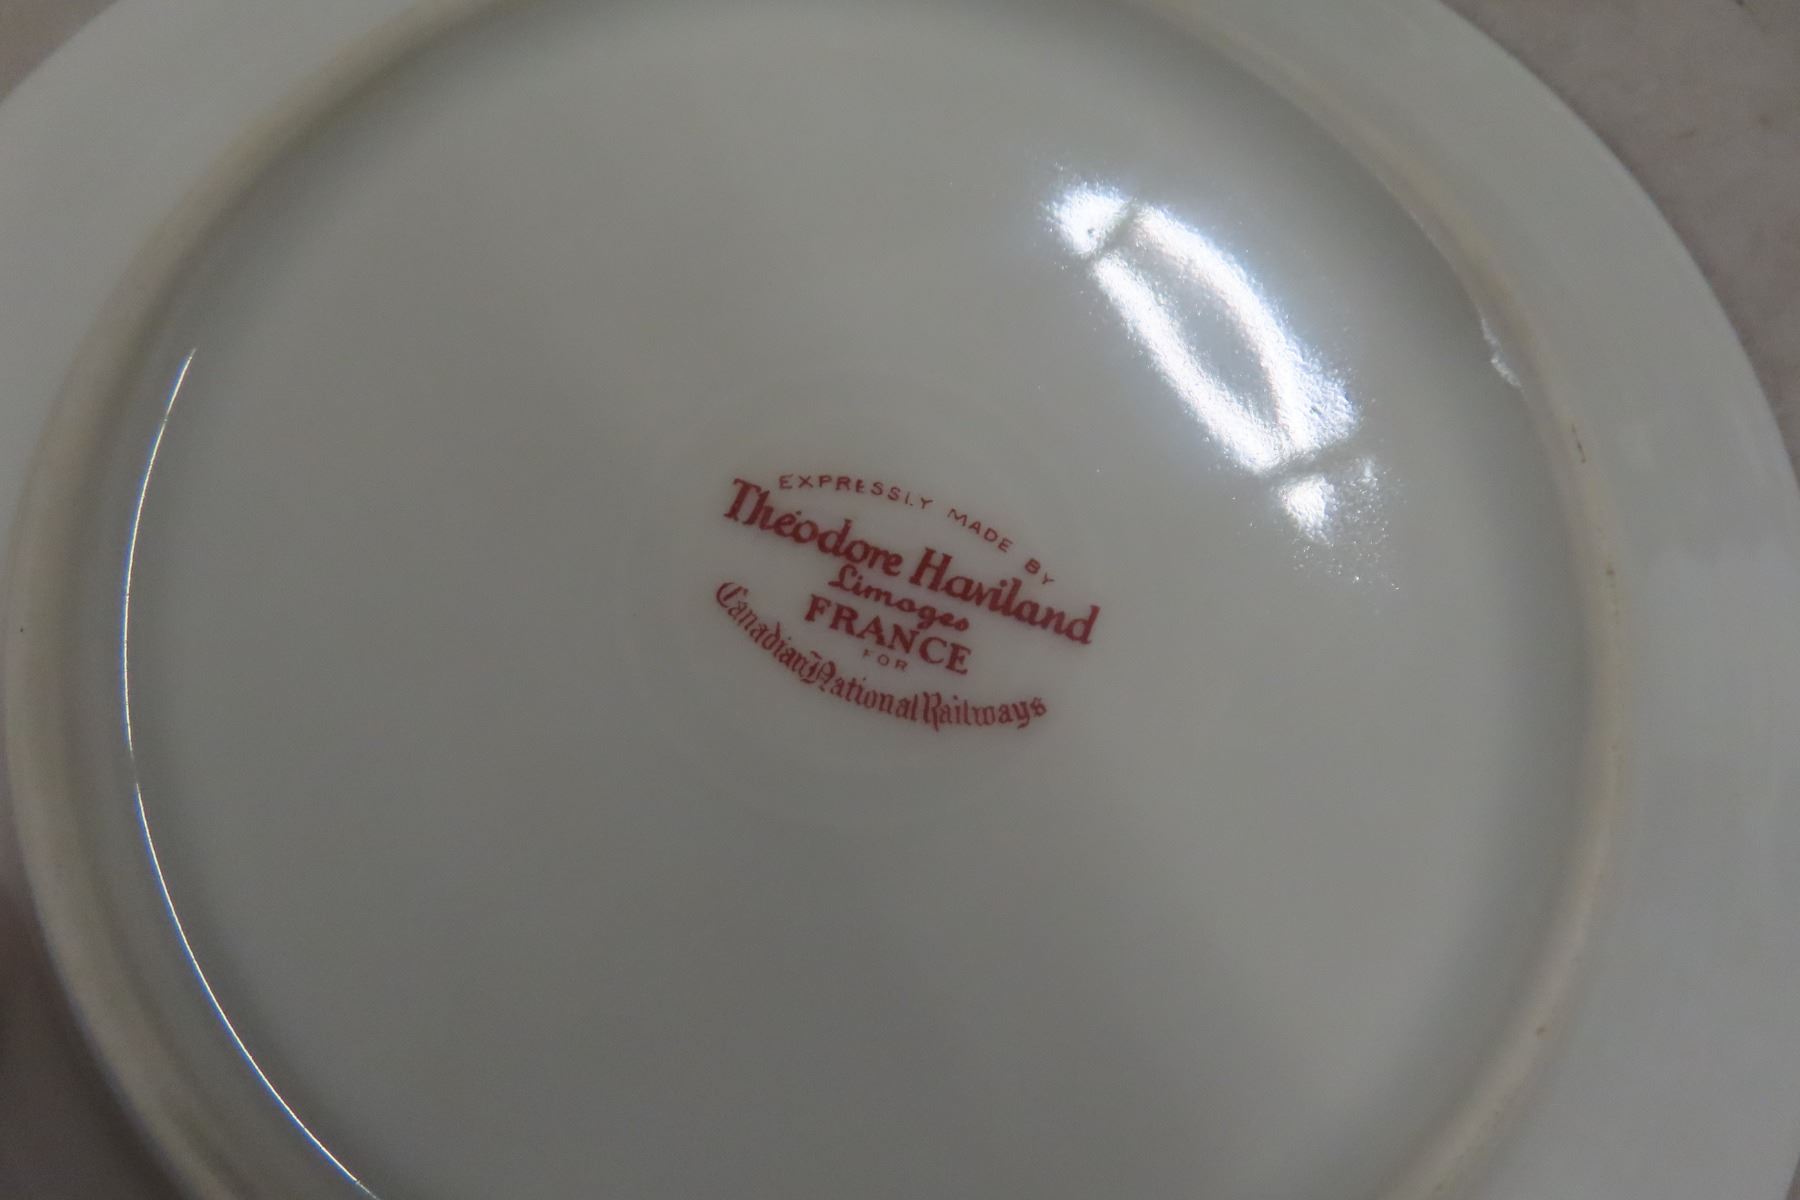 EXPRESSLY MADE BY
Théodore Haviland
Limoges
FRANCE
FOR
Canadian National Railways